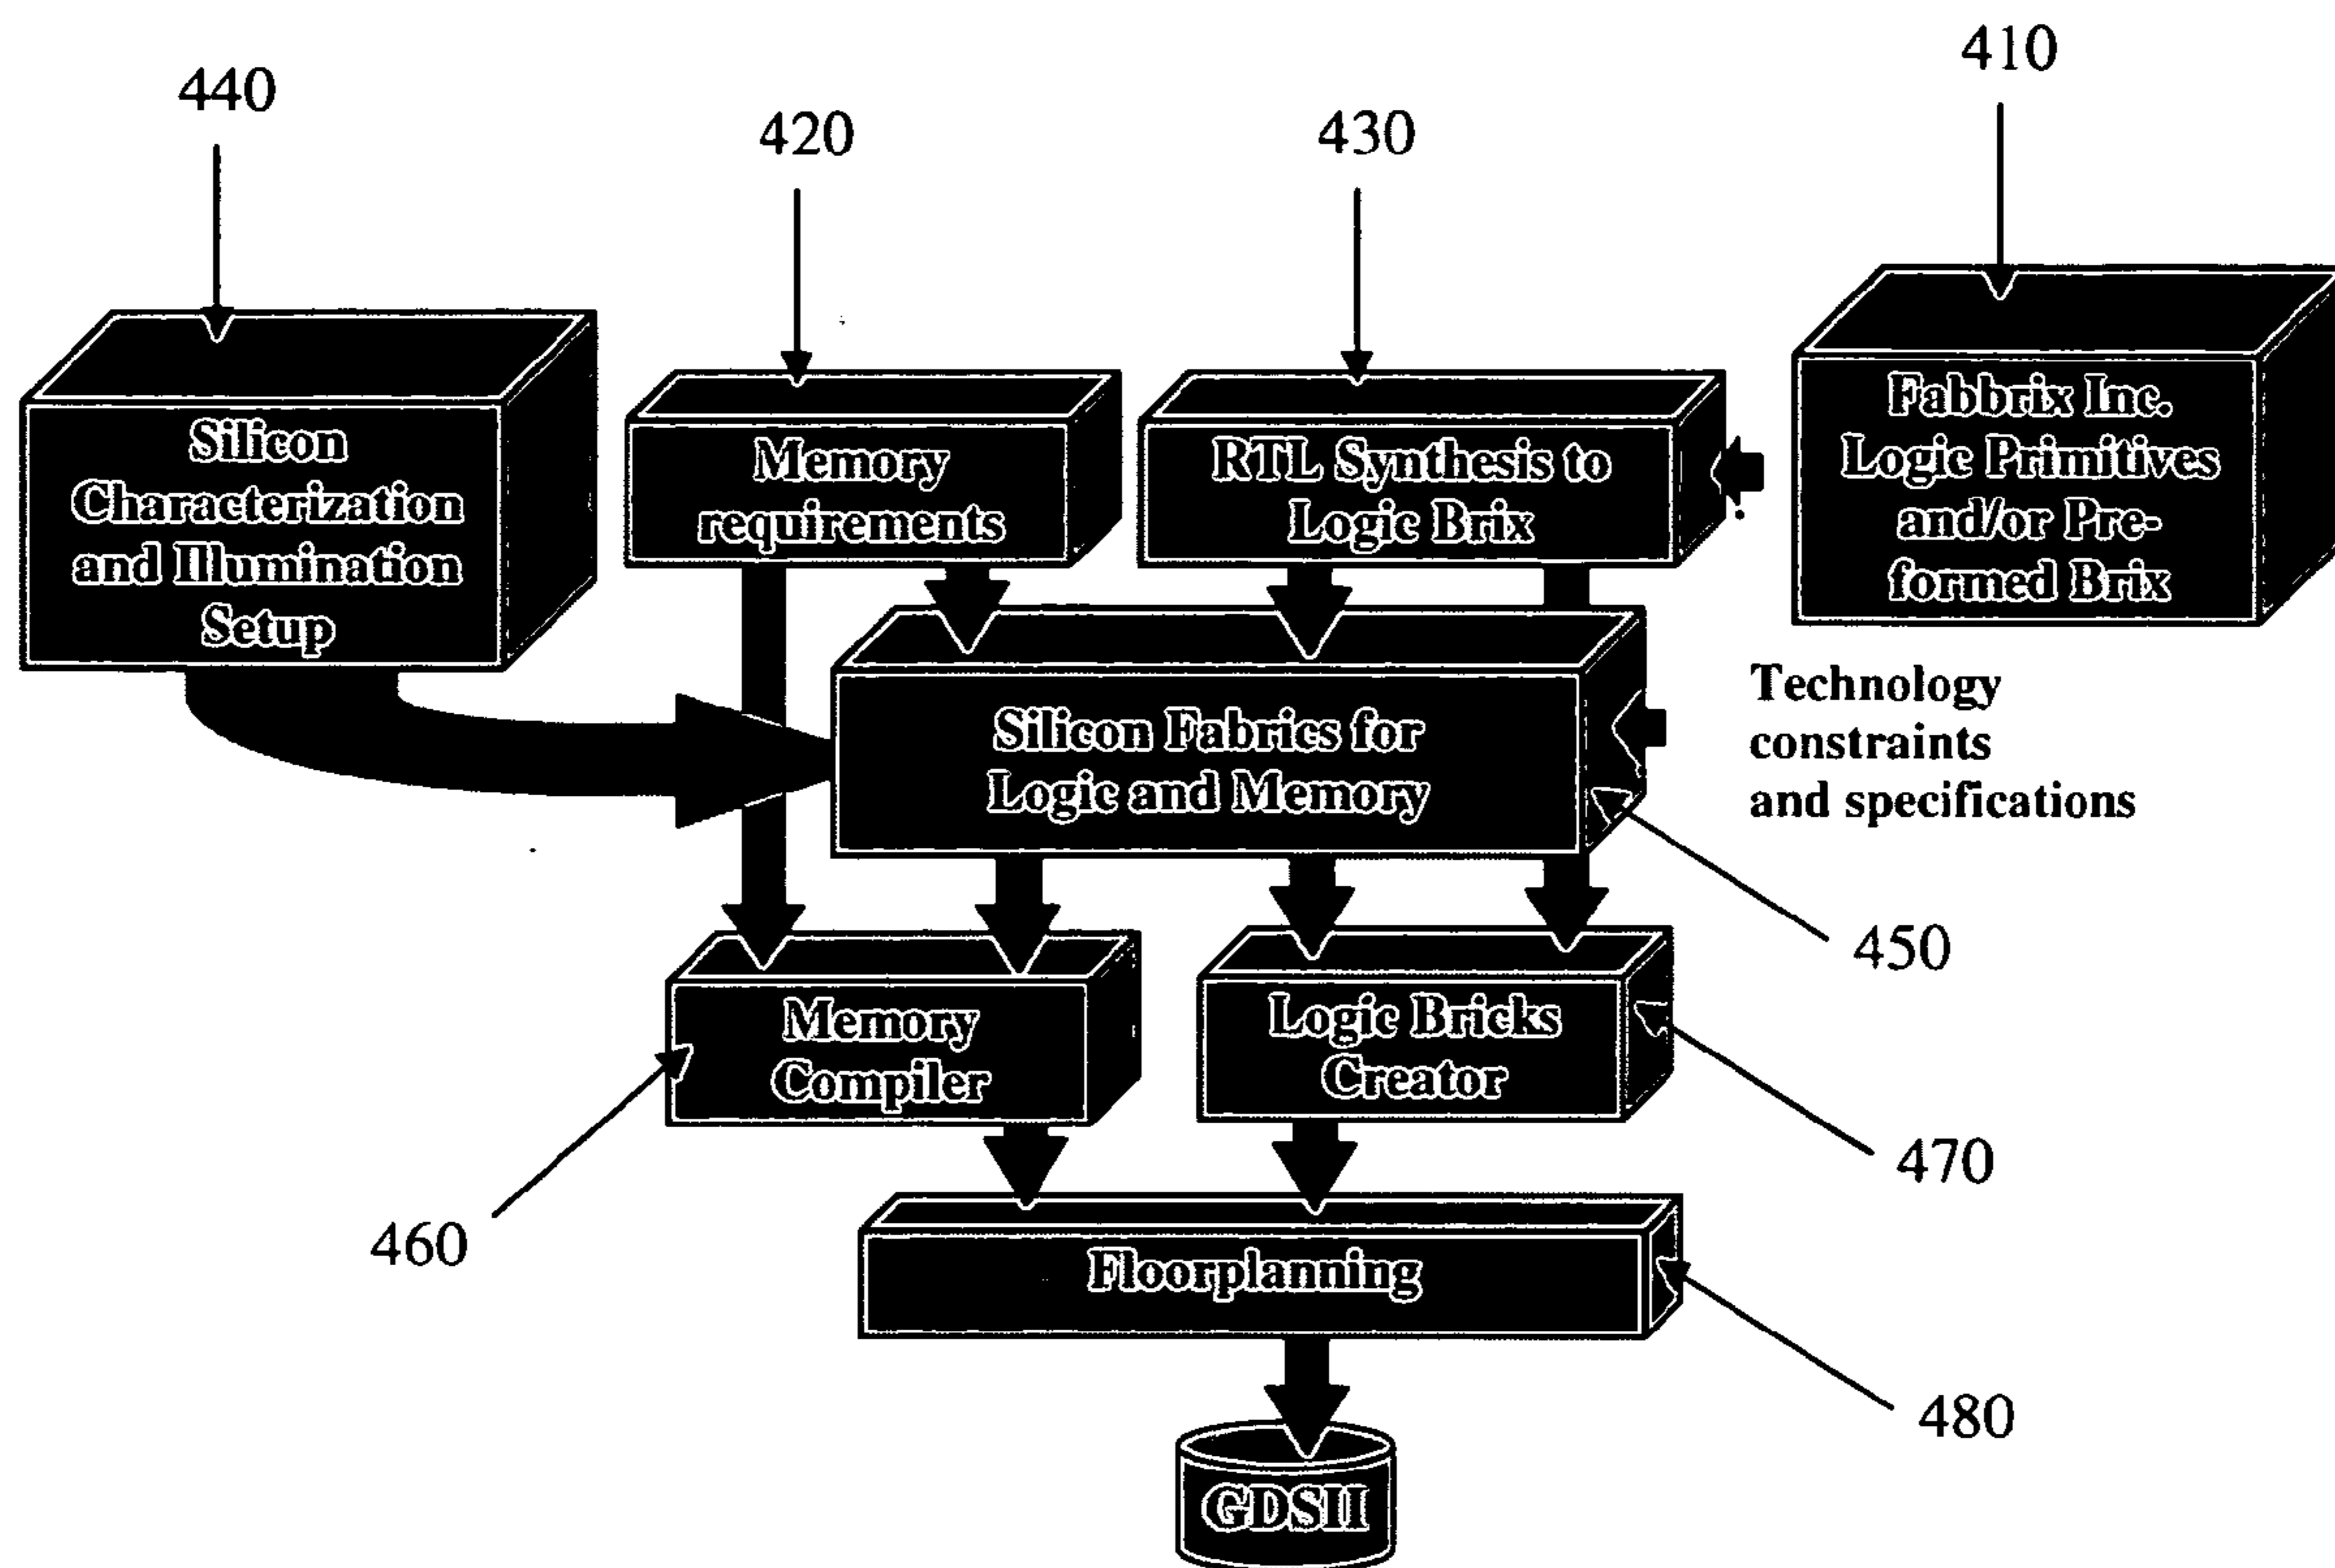 440
420
430
410
Silicon
Characterization
and Illumination
Setup
Memory
requirements
RTL Synthesis to
Logic Brix
Fabbrix Inc.
Logic Primitives
and/or Pre-
formed Brix
Silicon Fabrics for
Logic and Memory
Technology
constraints
and specifications
450
Memory
Compiler
Logic Bricks
Creator
460
470
Floorplanning
480
GDSII